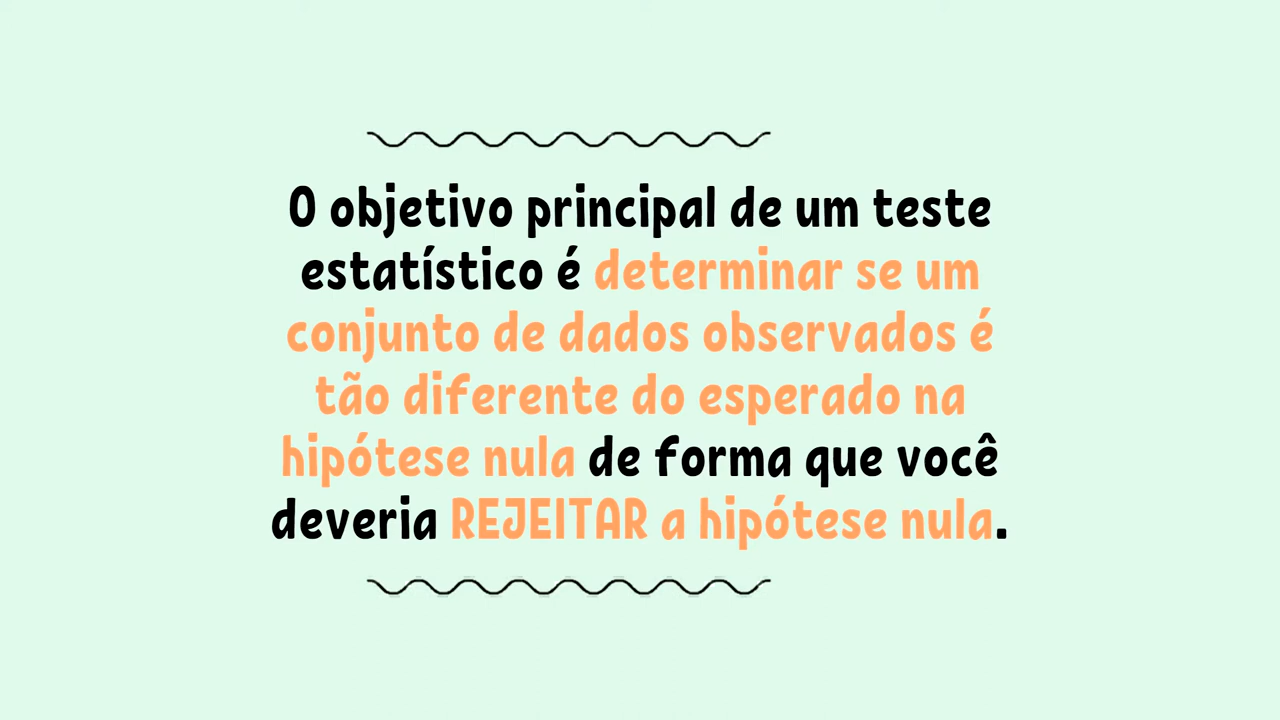 O objetivo principal de um teste
estatístico é determinar se um
conjunto de dados observados é
tão diferente do esperado na
hipótese nula de forma que você
deveria REJEITAR a hipótese nula.